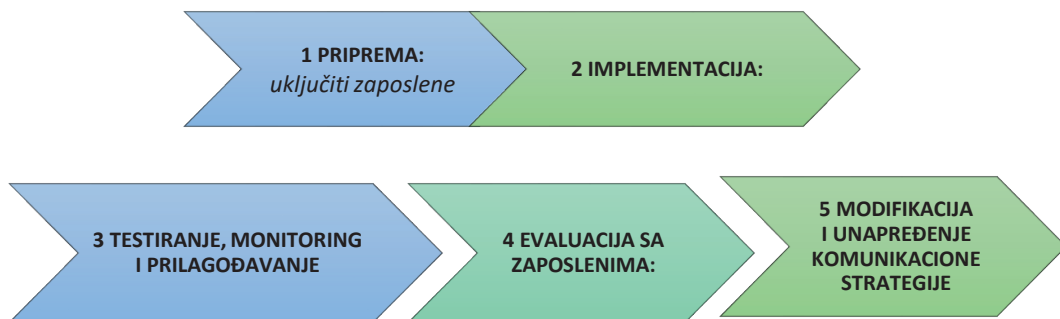 1 PRIPREMA:
uključiti zaposlene
2 IMPLEMENTACIJA:
3 TESTIRANJE, MONITORING
I PRILAGOĐAVANJE
4 EVALUACIJA SA
ZAPOSLENIMA:
5 MODIFIKACIJA
I UNAPREĐENJE
KOMUNIKACIONE
STRATEGIJE